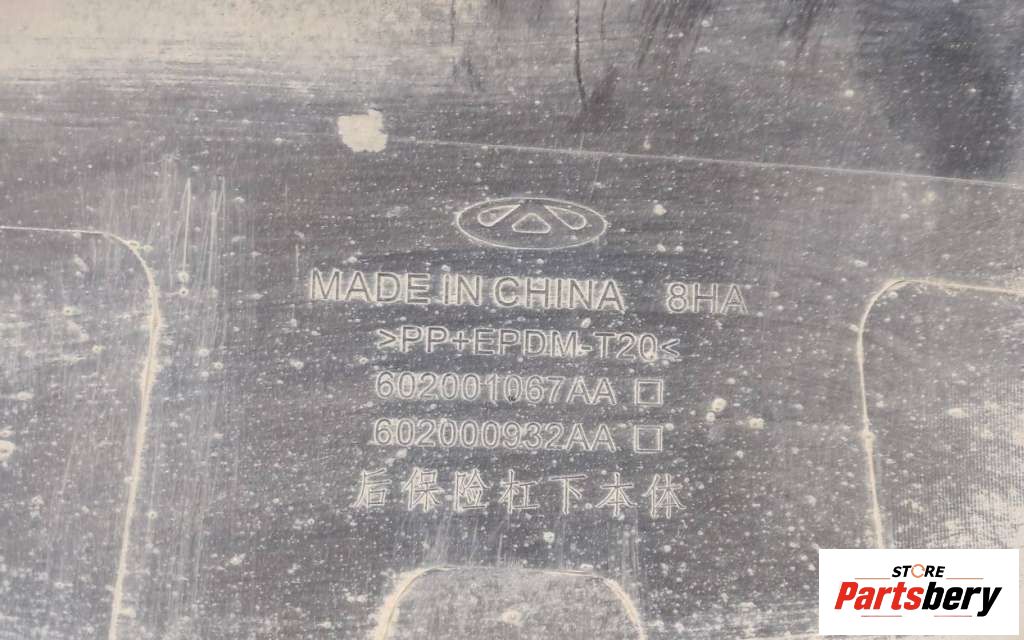 MADE IN CHINA 8HA
>PP+EPDM-T20<
602001067AA □
602000932AA □
后保险杠下本体
STORE
Partsbery